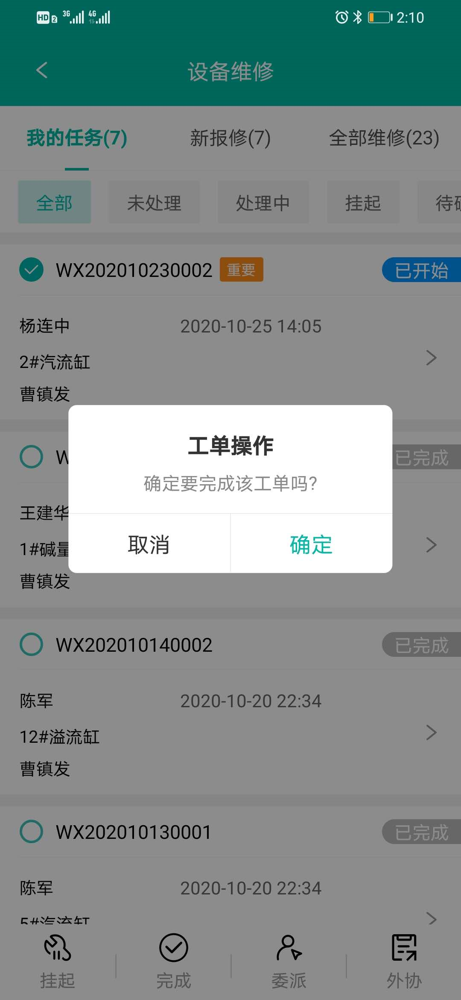 HD 2 3G 4G 2:10
设备维修
我的任务(7) 新报修(7) 全部维修(23)
全部 未处理 处理中 挂起 待
WX202010230002 重要 已开始
杨连中 2020-10-25 14:05
2#汽流缸
曹镇发
W 已完成
工单操作
确定要完成该工单吗?
王建华
取消 确定
1#碱量
曹镇发
WX202010140002 已完成
陈军 2020-10-20 22:34
12#溢流缸
曹镇发
WX202010130001 已完成
陈军 2020-10-20 22:34
5#汽流缸
挂起 完成 委派 外协